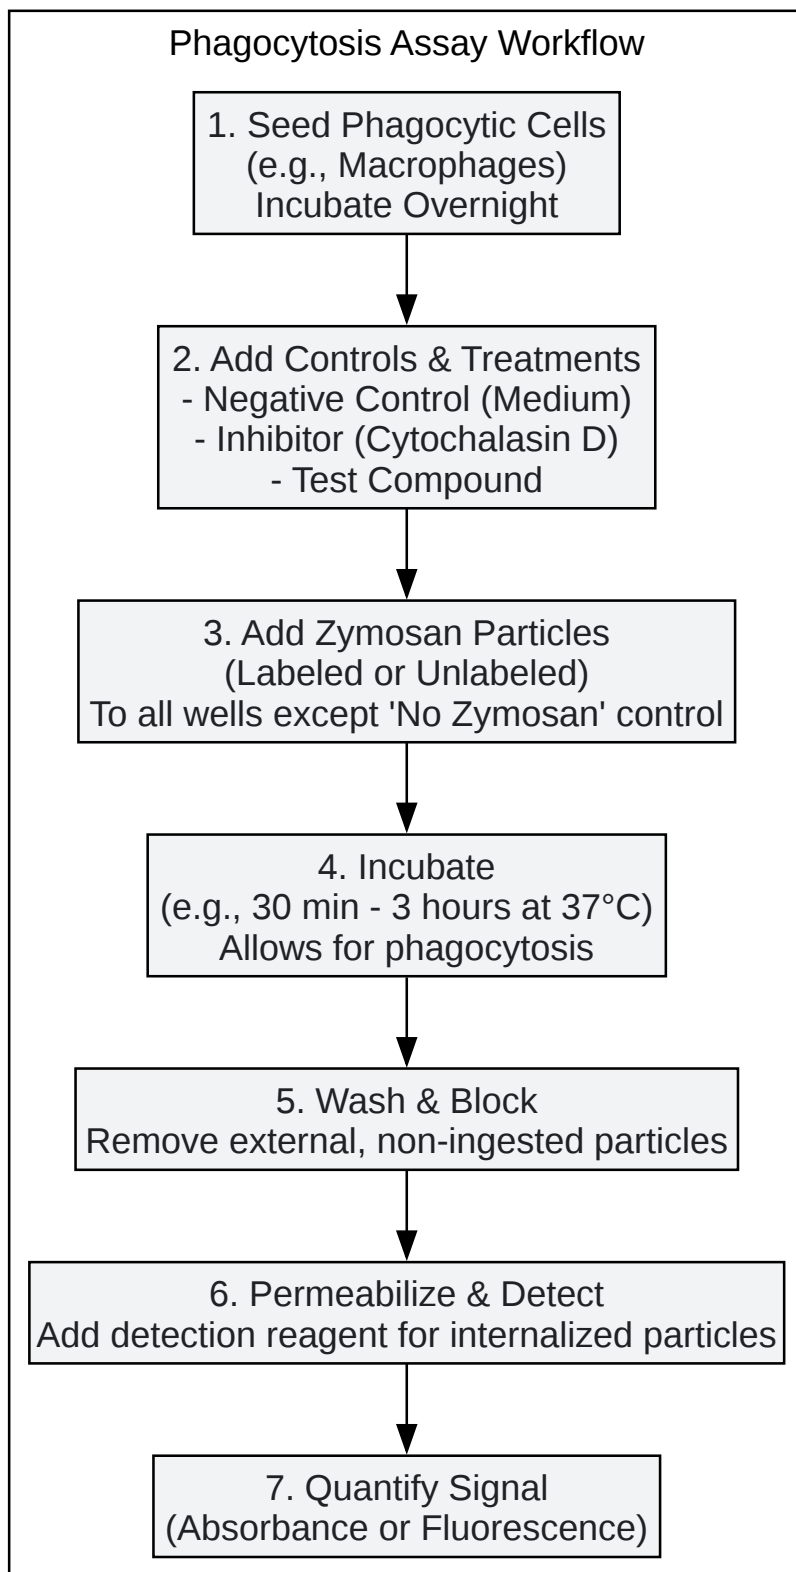 Phagocytosis Assay Workflow
1. Seed Phagocytic Cells
(e.g., Macrophages)
Incubate Overnight
2. Add Controls & Treatments
- Negative Control (Medium)
- Inhibitor (Cytochalasin D)
- Test Compound
3. Add Zymosan Particles
(Labeled or Unlabeled)
To all wells except 'No Zymosan' control
4. Incubate
(e.g., 30 min - 3 hours at 37°C)
Allows for phagocytosis
5. Wash & Block
Remove external, non-ingested particles
6. Permeabilize & Detect
Add detection reagent for internalized particles
7. Quantify Signal
(Absorbance or Fluorescence)